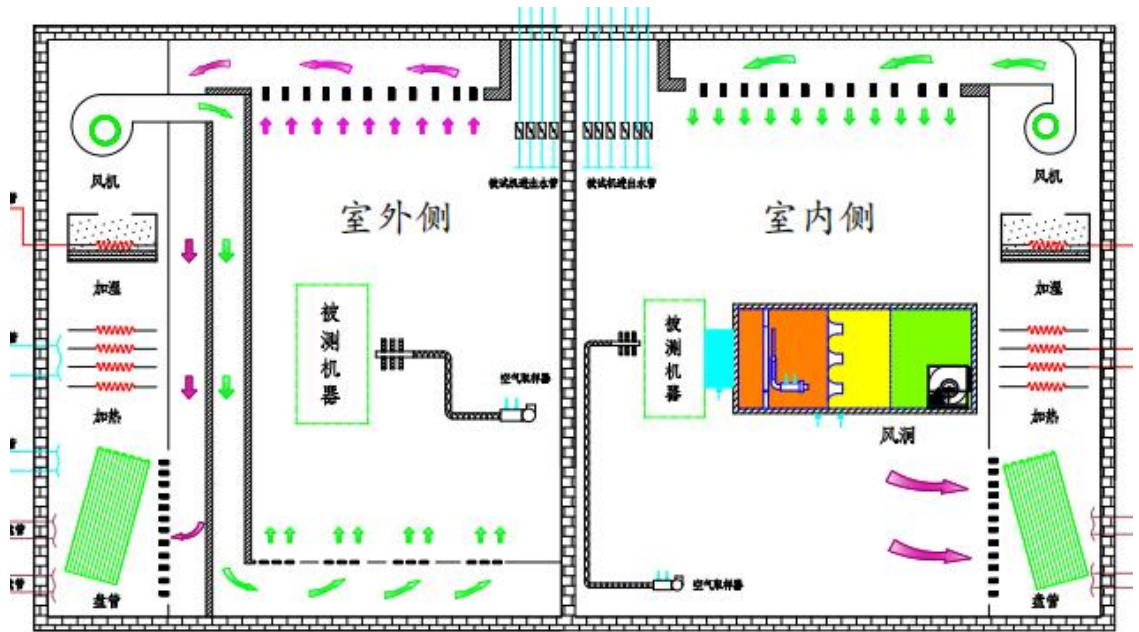 被试机进出水管
被试机进出水管
风机
风机
室外侧
室内侧
加湿
加湿
被测机器
被测机器
空气取样器
加热
加热
风洞
盘管
盘管
空气取样器
管